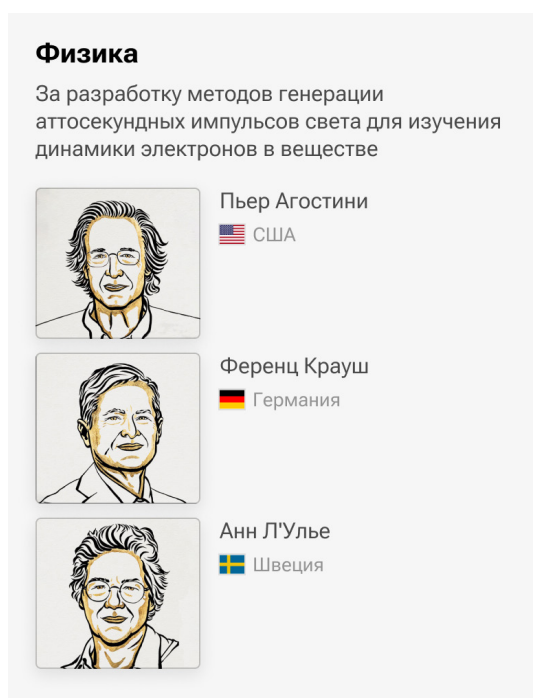 Физика
За разработку методов генерации
аттосекундных импульсов света для изучения
динамики электронов в веществе
Пьер Агостини
США
Ференц Крауш
Германия
Анн Л'Улье
Швеция